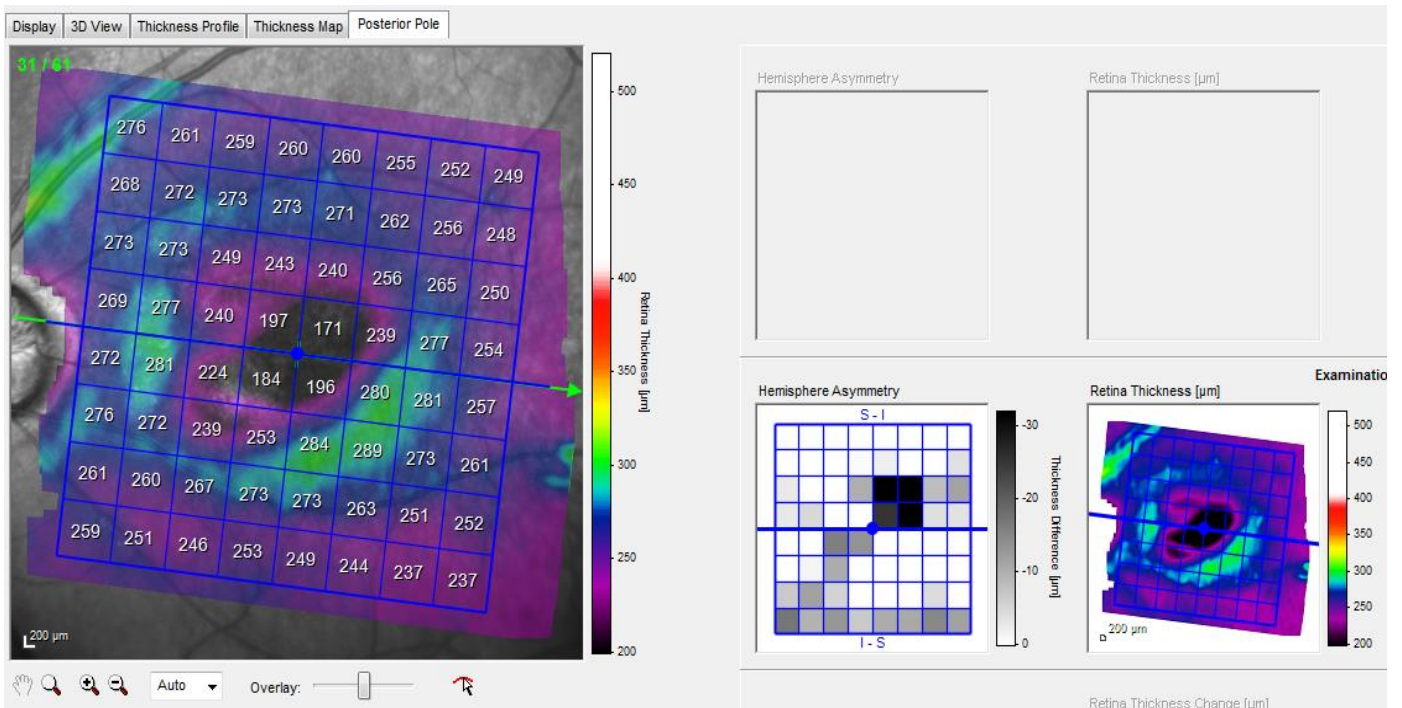 Display 3D View Thickness Profile Thickness Map Posterior Pole
31 / 61
276 261 259 260 260 255 252 249
268 272 273 273 271 262 256 248
273 273 249 243 240 256 265 250
269 277 240 197 171 239 277 254
272 281 224 184 196 280 281 257
276 272 239 253 284 289 273 261
261 260 267 273 273 263 251 252
259 251 246 253 249 244 237 237
200 µm
500
450
400
350
300
250
200
Retina Thickness [µm]
Auto
Overlay:
Hemisphere Asymmetry
Retina Thickness [µm]
Examinatio
Hemisphere Asymmetry
S - I
I - S
-30
-20
-10
0
Thickness Difference [µm]
Retina Thickness [µm]
200 µm
500
450
400
350
300
250
200
Retina Thickness Change [µm]